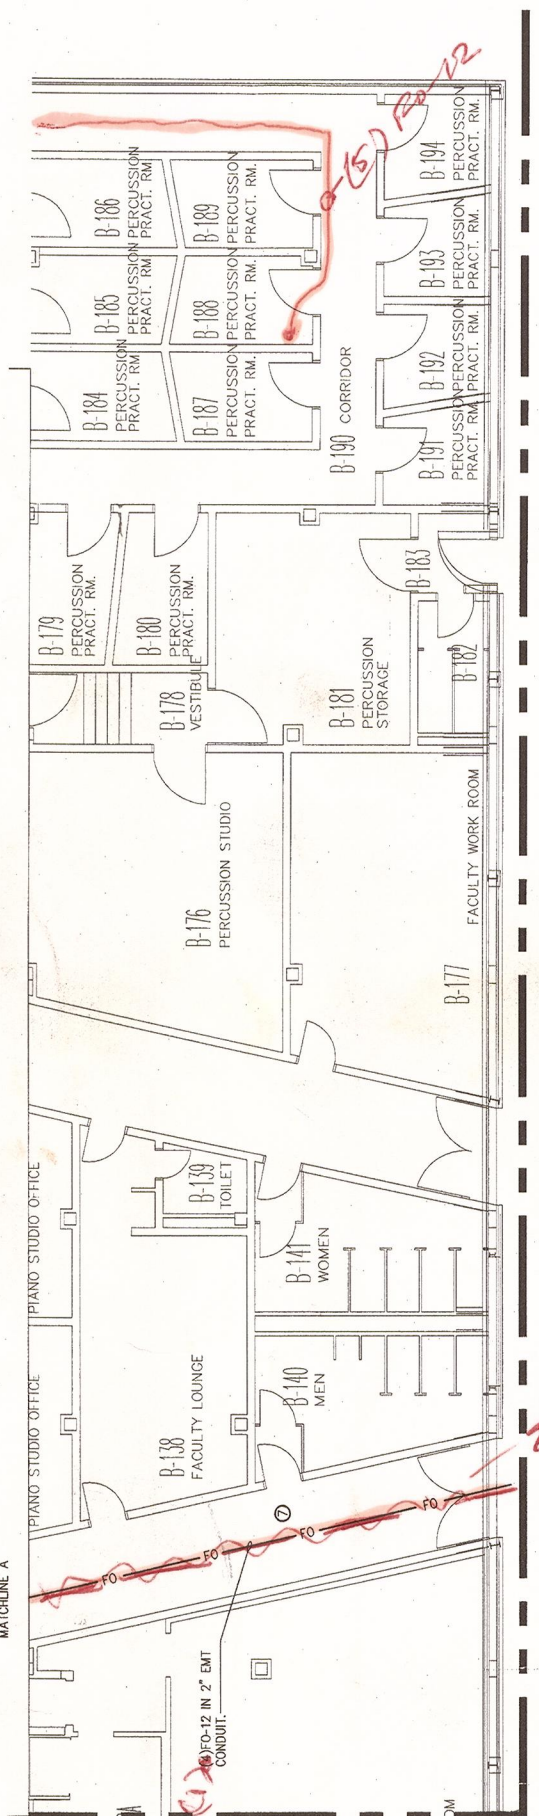 (5) FO-12
B-194
PERCUSSION
PRACT. RM.
B-186
PERCUSSION
PRACT. RM.
B-189
PERCUSSION
PRACT. RM.
B-193
PERCUSSION
PRACT. RM.
B-185
PERCUSSION
PRACT. RM.
B-188
PERCUSSION
PRACT. RM.
B-192
PERCUSSION
PRACT. RM.
B-184
PERCUSSION
PRACT. RM.
B-187
PERCUSSION
PRACT. RM.
B-190 CORRIDOR
B-191
PERCUSSION
PRACT. RM.
B-179
PERCUSSION
PRACT. RM.
B-180
PERCUSSION
PRACT. RM.
B-183
B-182
B-178
VESTIBULE
B-181
PERCUSSION
STORAGE
B-176
PERCUSSION STUDIO
FACULTY WORK ROOM
B-177
PIANO STUDIO OFFICE
B-139
TOILET
B-141
WOMEN
PIANO STUDIO OFFICE
B-138
FACULTY LOUNGE
B-140
MEN
FO
FO
FO
FO
7
MATCHLINE A
(1)
(4)FO-12 IN 2" EMT
CONDUIT.